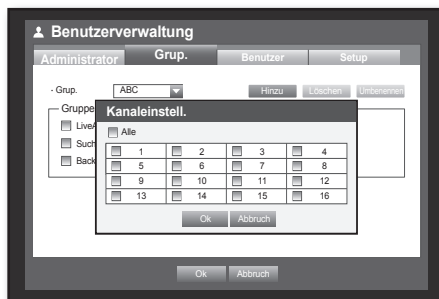 Benutzerverwaltung
Administrator Grup. Benutzer Setup
· Grup. ABC Hinzu Löschen Umbenennen
Gruppe
Kanaleinstell.
LiveA
Alle
Such
1 2 3 4
Back
5 6 7 8
9 10 11 12
13 14 15 16
Ok Abbruch
Ok Abbruch